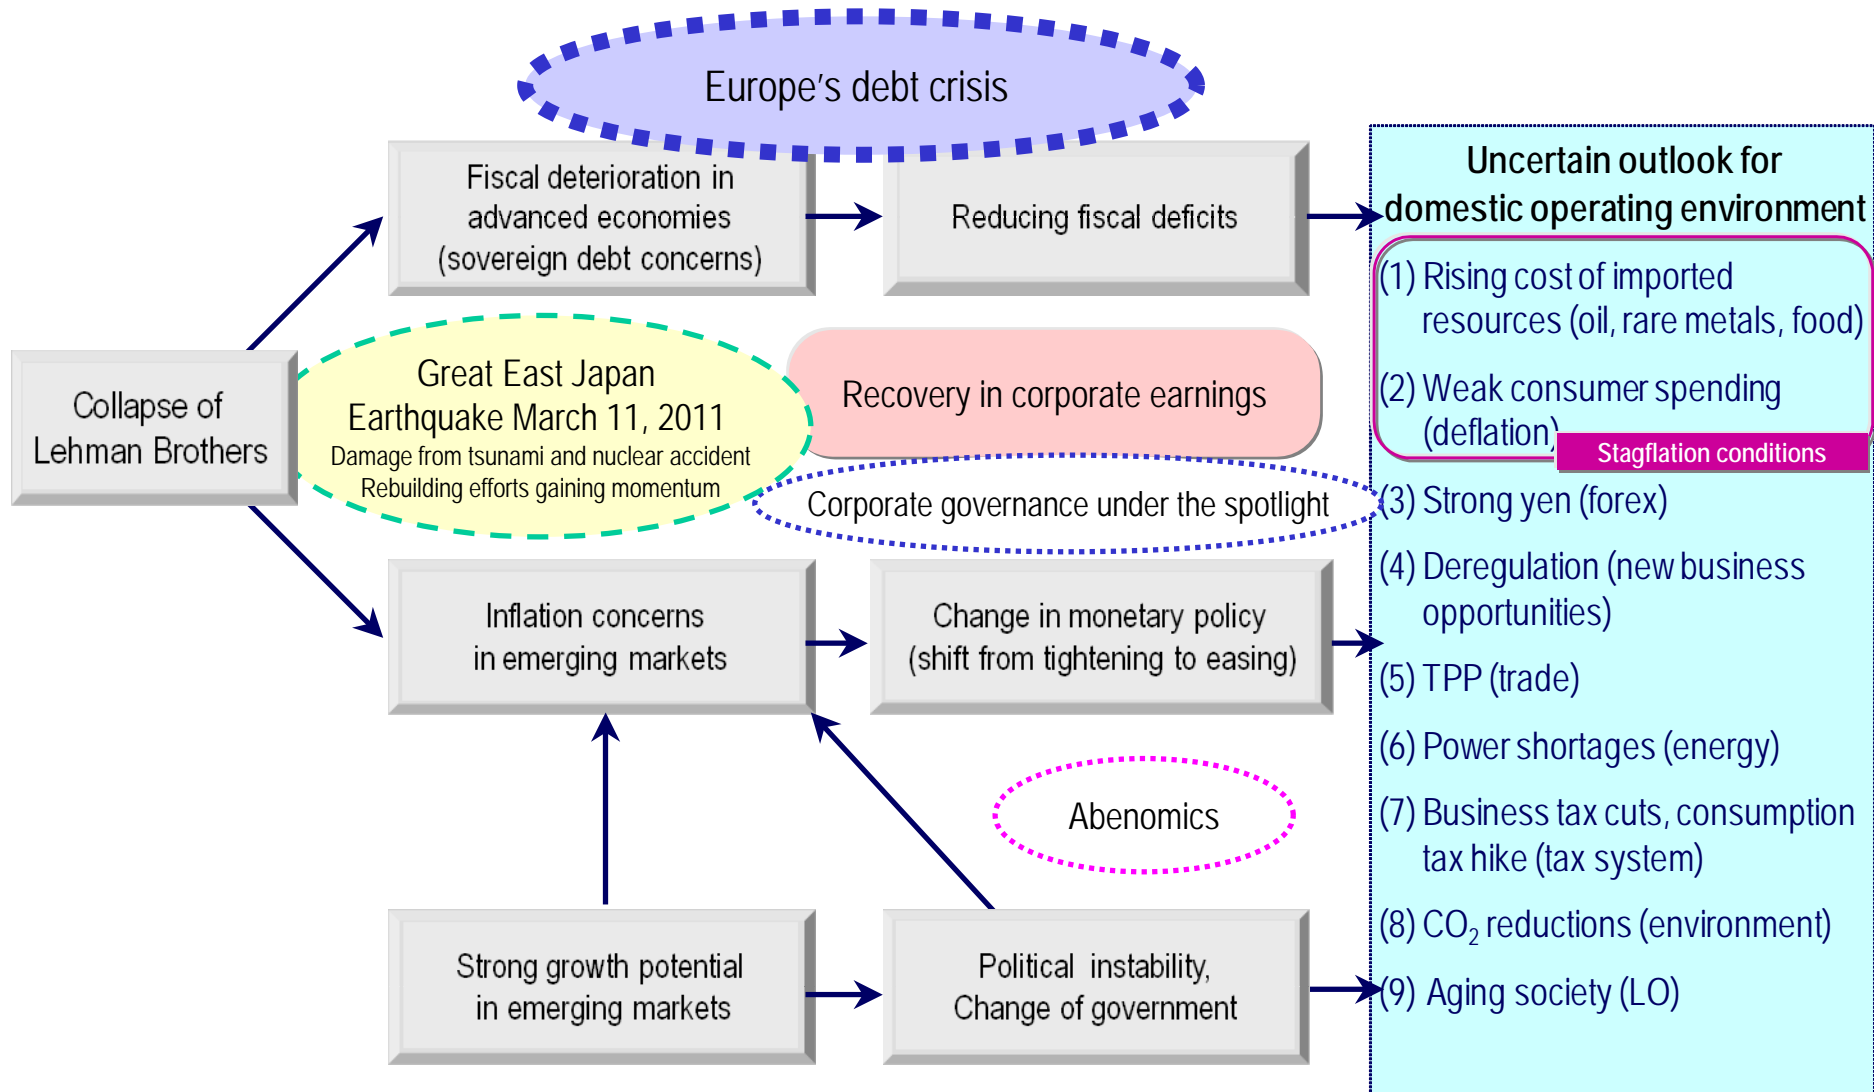 Europe's debt crisis
Fiscal deterioration in
advanced economies
(sovereign debt concerns)
Reducing fiscal deficits
Collapse of
Lehman Brothers
Great East Japan
Earthquake March 11, 2011
Damage from tsunami and nuclear accident
Rebuilding efforts gaining momentum
Recovery in corporate earnings
Corporate governance under the spotlight
Inflation concerns
in emerging markets
Change in monetary policy
(shift from tightening to easing)
Abenomics
Strong growth potential
in emerging markets
Political instability,
Change of government
Uncertain outlook for
domestic operating environment
(1) Rising cost of imported
resources (oil, rare metals, food)
(2) Weak consumer spending
(deflation)
Stagflation conditions
(3) Strong yen (forex)
(4) Deregulation (new business
opportunities)
(5) TPP (trade)
(6) Power shortages (energy)
(7) Business tax cuts, consumption
tax hike (tax system)
(8) CO₂ reductions (environment)
(9) Aging society (LO)